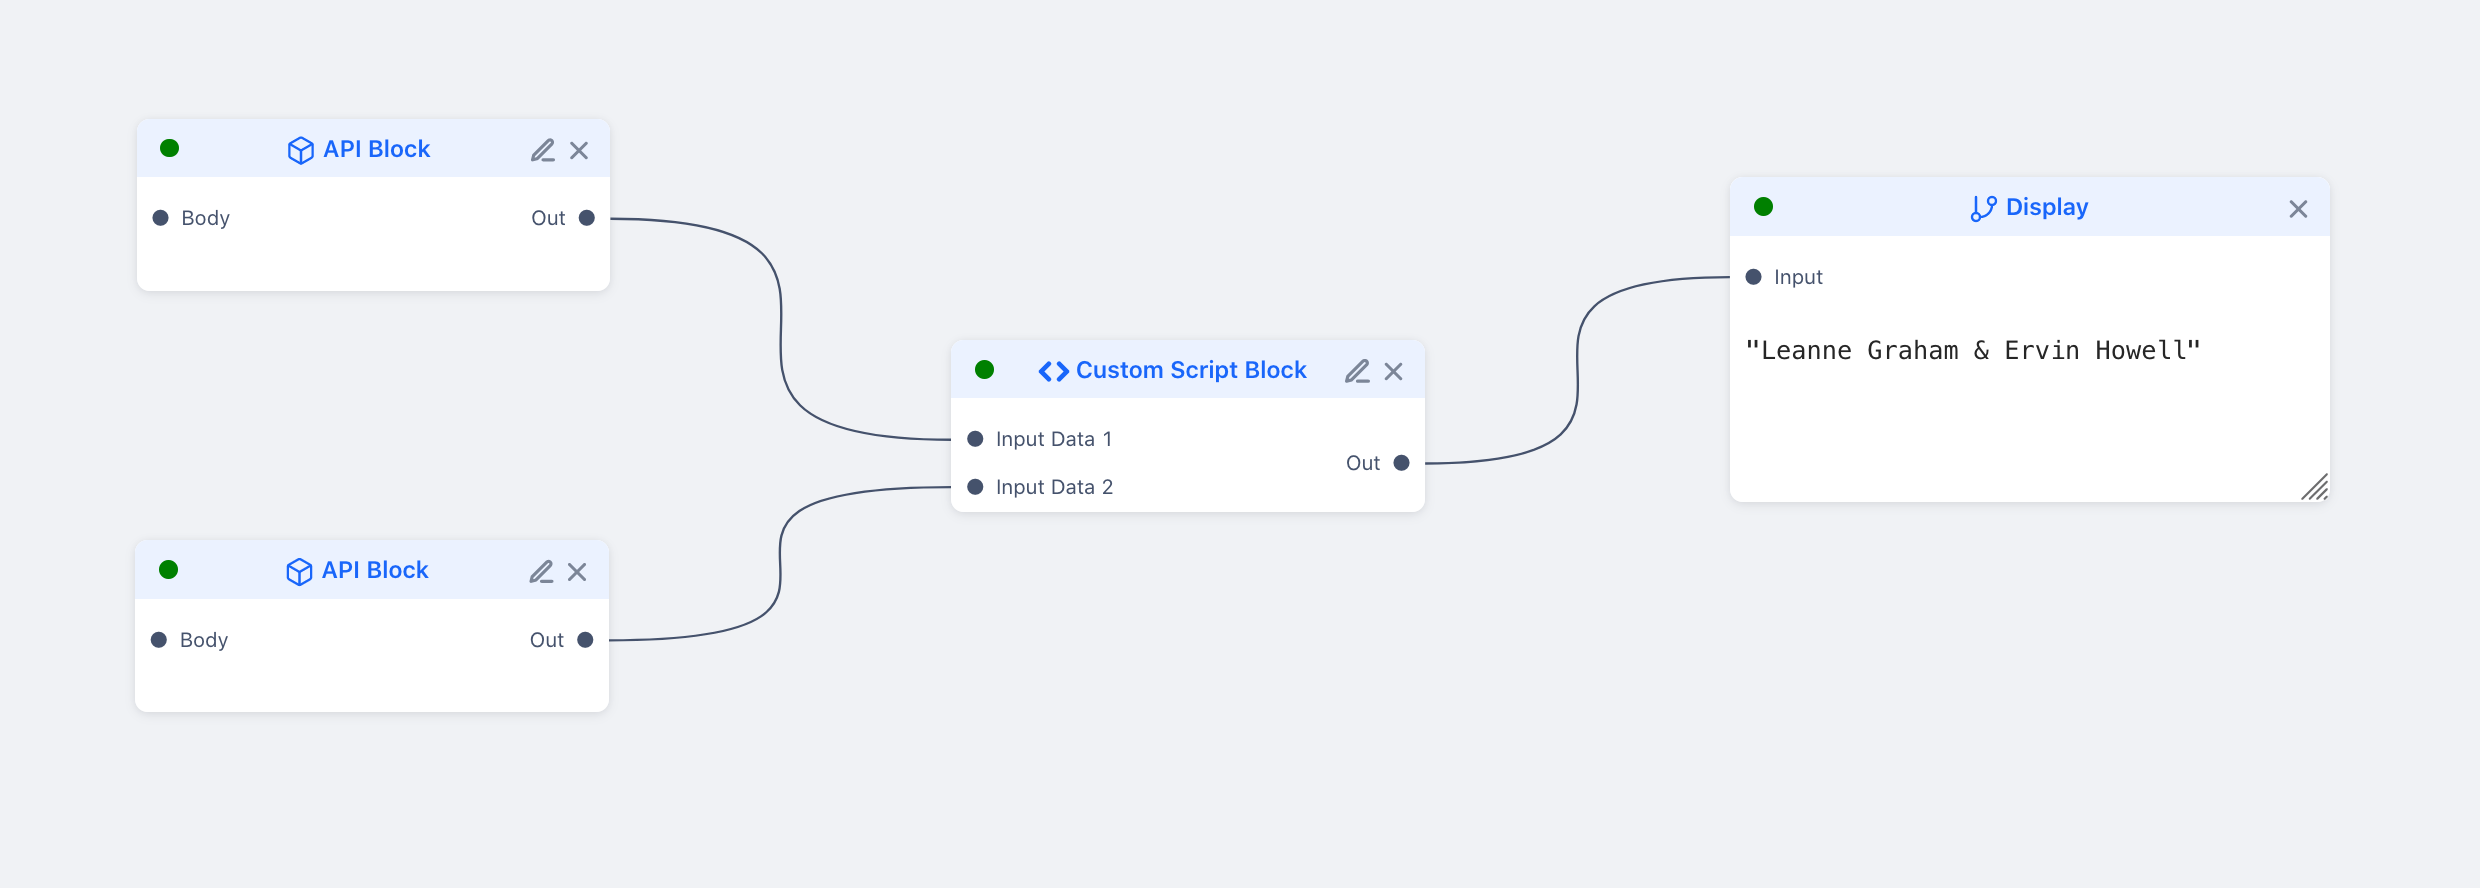 API Block
Body
Out
Display
Input
"Leanne Graham & Ervin Howell"
Custom Script Block
Input Data 1
Out
Input Data 2
API Block
Body
Out